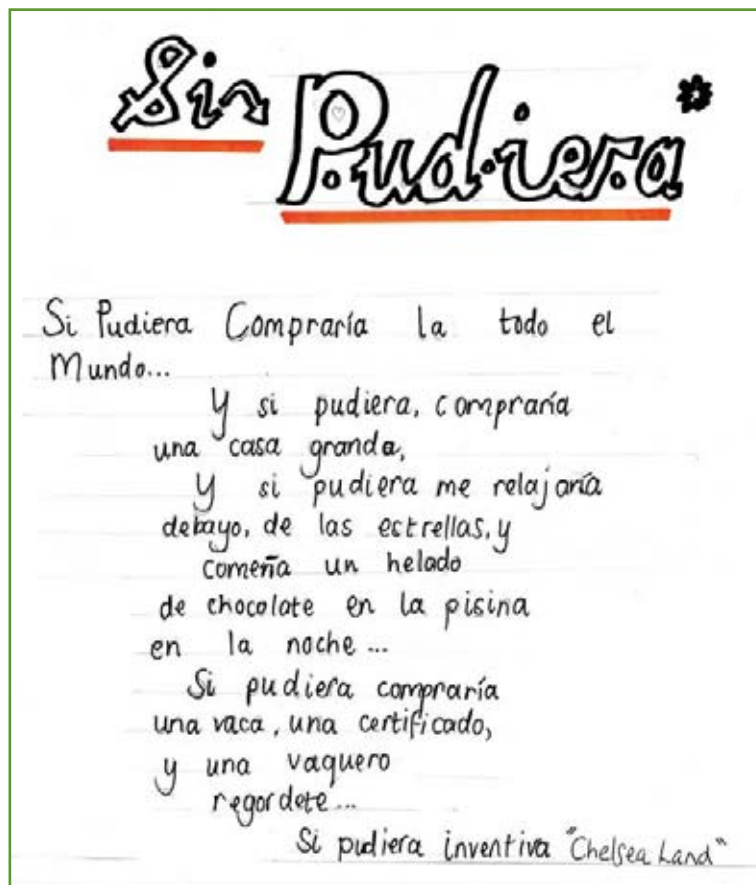 Si
Pudiera*
Si Pudiera Compraría la todo el
Mundo...
Y si pudiera, compraría
una casa grande,
Y si pudiera me relajaría
debayo, de las estrellas, y
comeña un helado
de chocolate en la pisina
en la noche...
Si pudiera compraría
una vaca, una certificado,
y una vaquero
regordete...
Si pudiera inventiva "Chelsea Land"